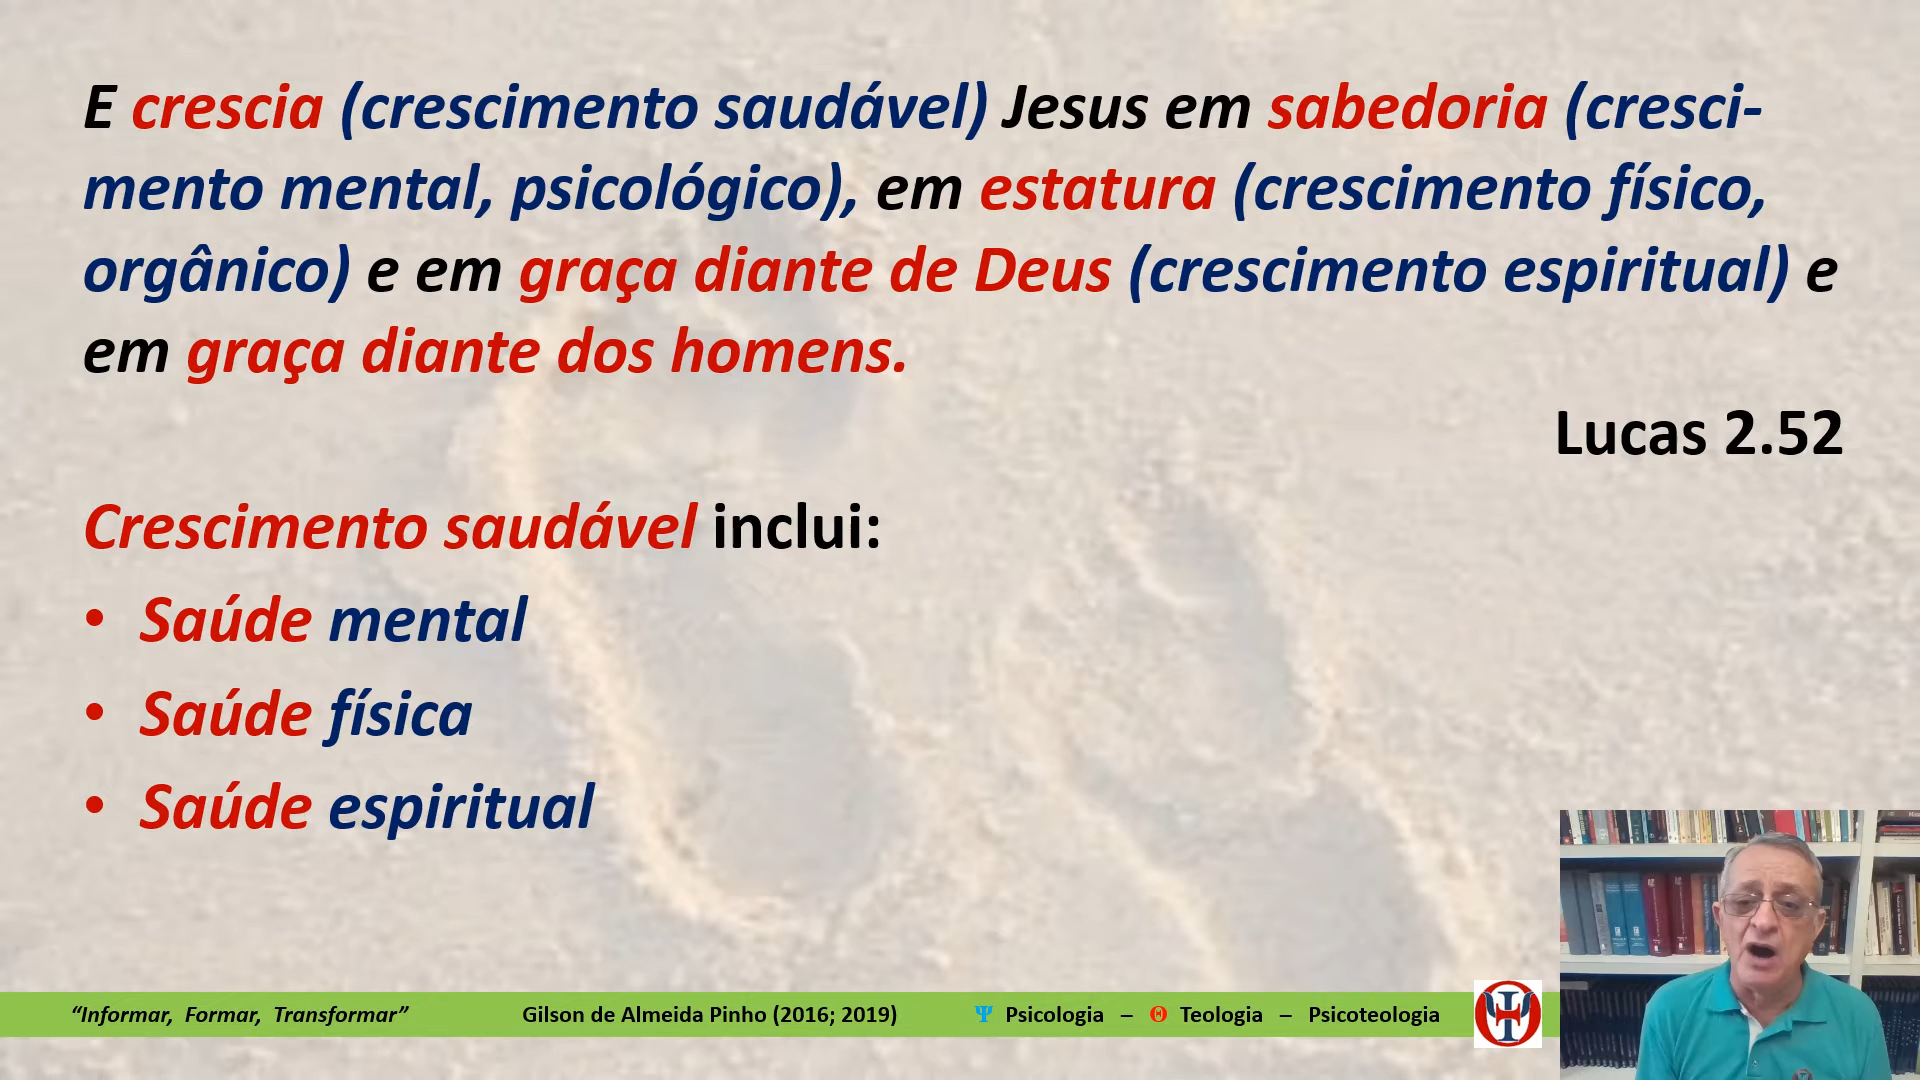 E crescia (crescimento saudável) Jesus em sabedoria (cresci-
mento mental, psicológico), em estatura (crescimento físico,
orgânico) e em graça diante de Deus (crescimento espiritual) e
em graça diante dos homens.
Lucas 2.52
Crescimento saudável inclui:
• Saúde mental
• Saúde física
• Saúde espiritual
“Informar, Formar, Transformar” Gilson de Almeida Pinho (2016; 2019) Ψ Psicologia – Θ Teologia – Psicoteologia